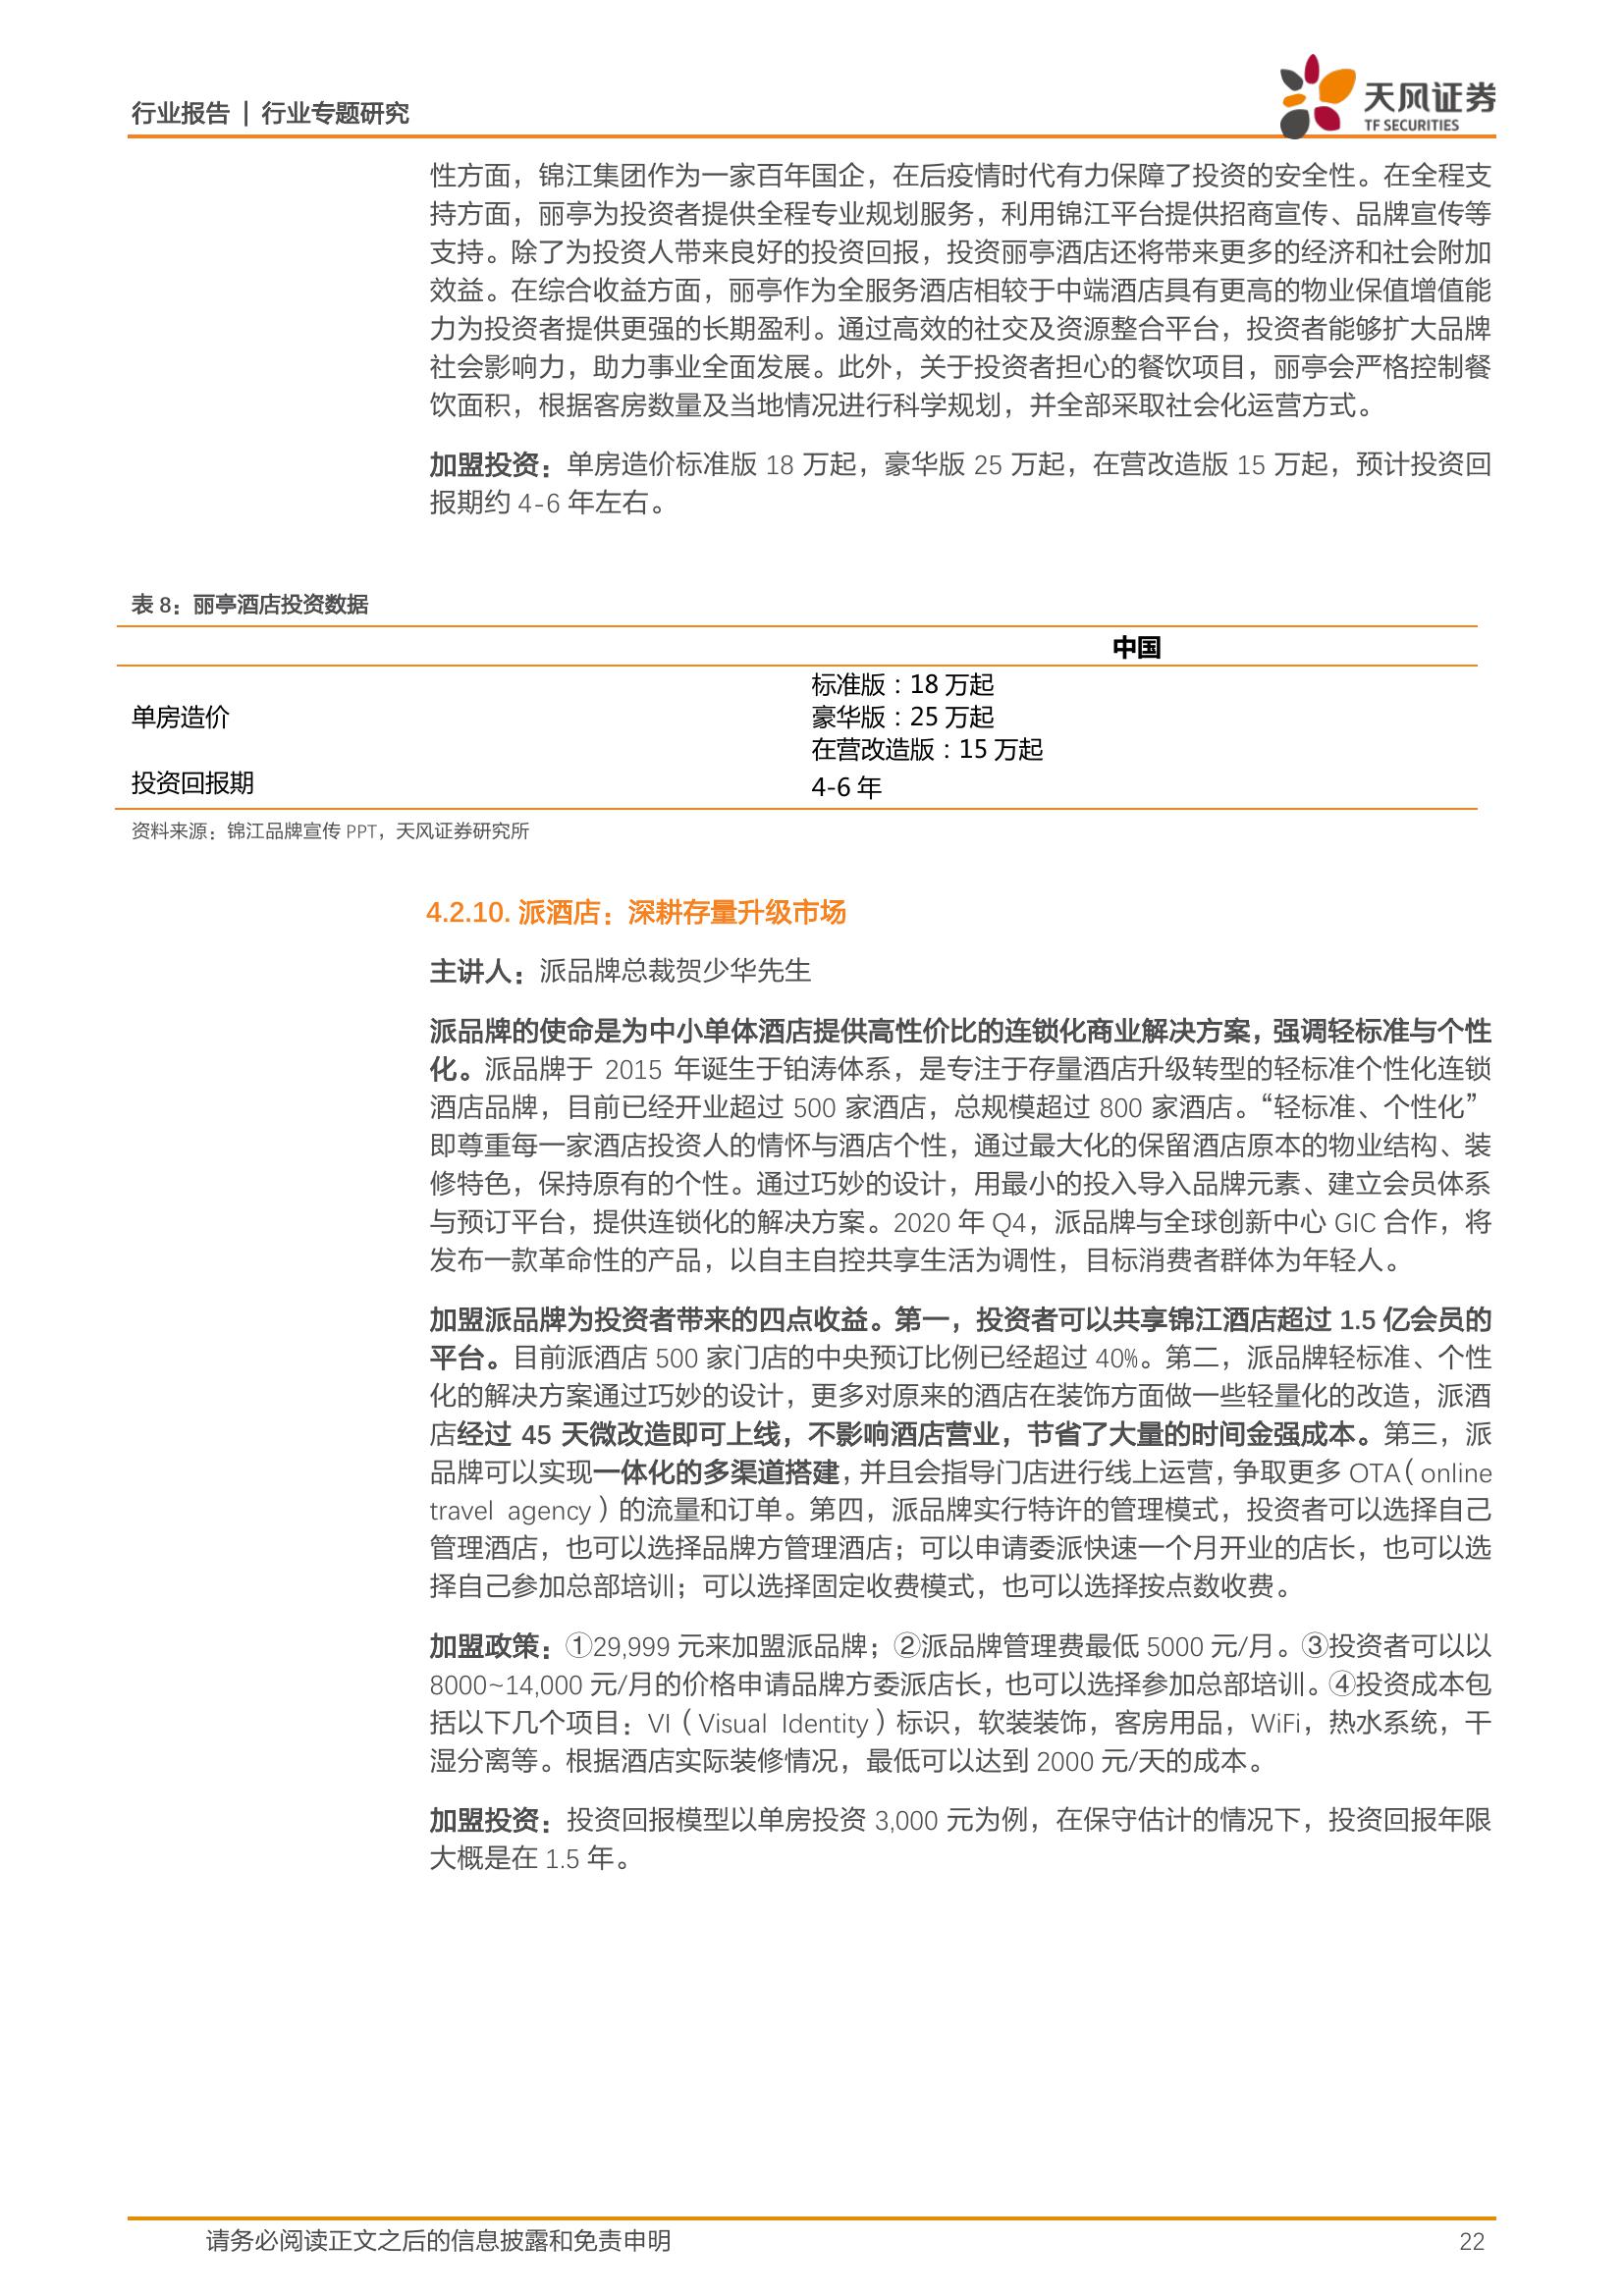 行业报告 | 行业专题研究
天风证券
TF SECURITIES
性方面，锦江集团作为一家百年国企，在后疫情时代有力保障了投资的安全性。在全程支
持方面，丽亭为投资者提供全程专业规划服务，利用锦江平台提供招商宣传、品牌宣传等
支持。除了为投资人带来良好的投资回报，投资丽亭酒店还将带来更多的经济和社会附加
效益。在综合收益方面，丽亭作为全服务酒店相较于中端酒店具有更高的物业保值增值能
力为投资者提供更强的长期盈利。通过高效的社交及资源整合平台，投资者能够扩大品牌
社会影响力，助力事业全面发展。此外，关于投资者担心的餐饮项目，丽亭会严格控制餐
饮面积，根据客房数量及当地情况进行科学规划，并全部采取社会化运营方式。
加盟投资：单房造价标准版 18 万起，豪华版 25 万起，在营改造版 15 万起，预计投资回
报期约 4-6 年左右。
表 8：丽亭酒店投资数据
中国
单房造价
标准版：18 万起
豪华版：25 万起
在营改造版：15 万起
投资回报期
4-6 年
资料来源：锦江品牌宣传 PPT，天风证券研究所
4.2.10. 派酒店：深耕存量升级市场
主讲人：派品牌总裁贺少华先生
派品牌的使命是为中小单体酒店提供高性价比的连锁化商业解决方案，强调轻标准与个性
化。派品牌于 2015 年诞生于铂涛体系，是专注于存量酒店升级转型的轻标准个性化连锁
酒店品牌，目前已经开业超过 500 家酒店，总规模超过 800 家酒店。“轻标准、个性化”
即尊重每一家酒店投资人的情怀与酒店个性，通过最大化的保留酒店原本的物业结构、装
修特色，保持原有的个性。通过巧妙的设计，用最小的投入导入品牌元素、建立会员体系
与预订平台，提供连锁化的解决方案。2020 年 Q4，派品牌与全球创新中心 GIC 合作，将
发布一款革命性的产品，以自主自控共享生活为调性，目标消费者群体为年轻人。
加盟派品牌为投资者带来的四点收益。第一，投资者可以共享锦江酒店超过 1.5 亿会员的
平台。目前派酒店 500 家门店的中央预订比例已经超过 40%。第二，派品牌轻标准、个性
化的解决方案通过巧妙的设计，更多对原来的酒店在装饰方面做一些轻量化的改造，派酒
店经过 45 天微改造即可上线，不影响酒店营业，节省了大量的时间金强成本。第三，派
品牌可以实现一体化的多渠道搭建，并且会指导门店进行线上运营，争取更多 OTA（online
travel agency）的流量和订单。第四，派品牌实行特许的管理模式，投资者可以选择自己
管理酒店，也可以选择品牌方管理酒店；可以申请委派快速一个月开业的店长，也可以选
择自己参加总部培训；可以选择固定收费模式，也可以选择按点数收费。
加盟政策：①29,999 元来加盟派品牌；②派品牌管理费最低 5000 元/月。③投资者可以以
8000~14,000 元/月的价格申请品牌方委派店长，也可以选择参加总部培训。④投资成本包
括以下几个项目：VI（Visual Identity）标识，软装装饰，客房用品，WiFi，热水系统，干
湿分离等。根据酒店实际装修情况，最低可以达到 2000 元/天的成本。
加盟投资：投资回报模型以单房投资 3,000 元为例，在保守估计的情况下，投资回报年限
大概是在 1.5 年。
请务必阅读正文之后的信息披露和免责申明
22